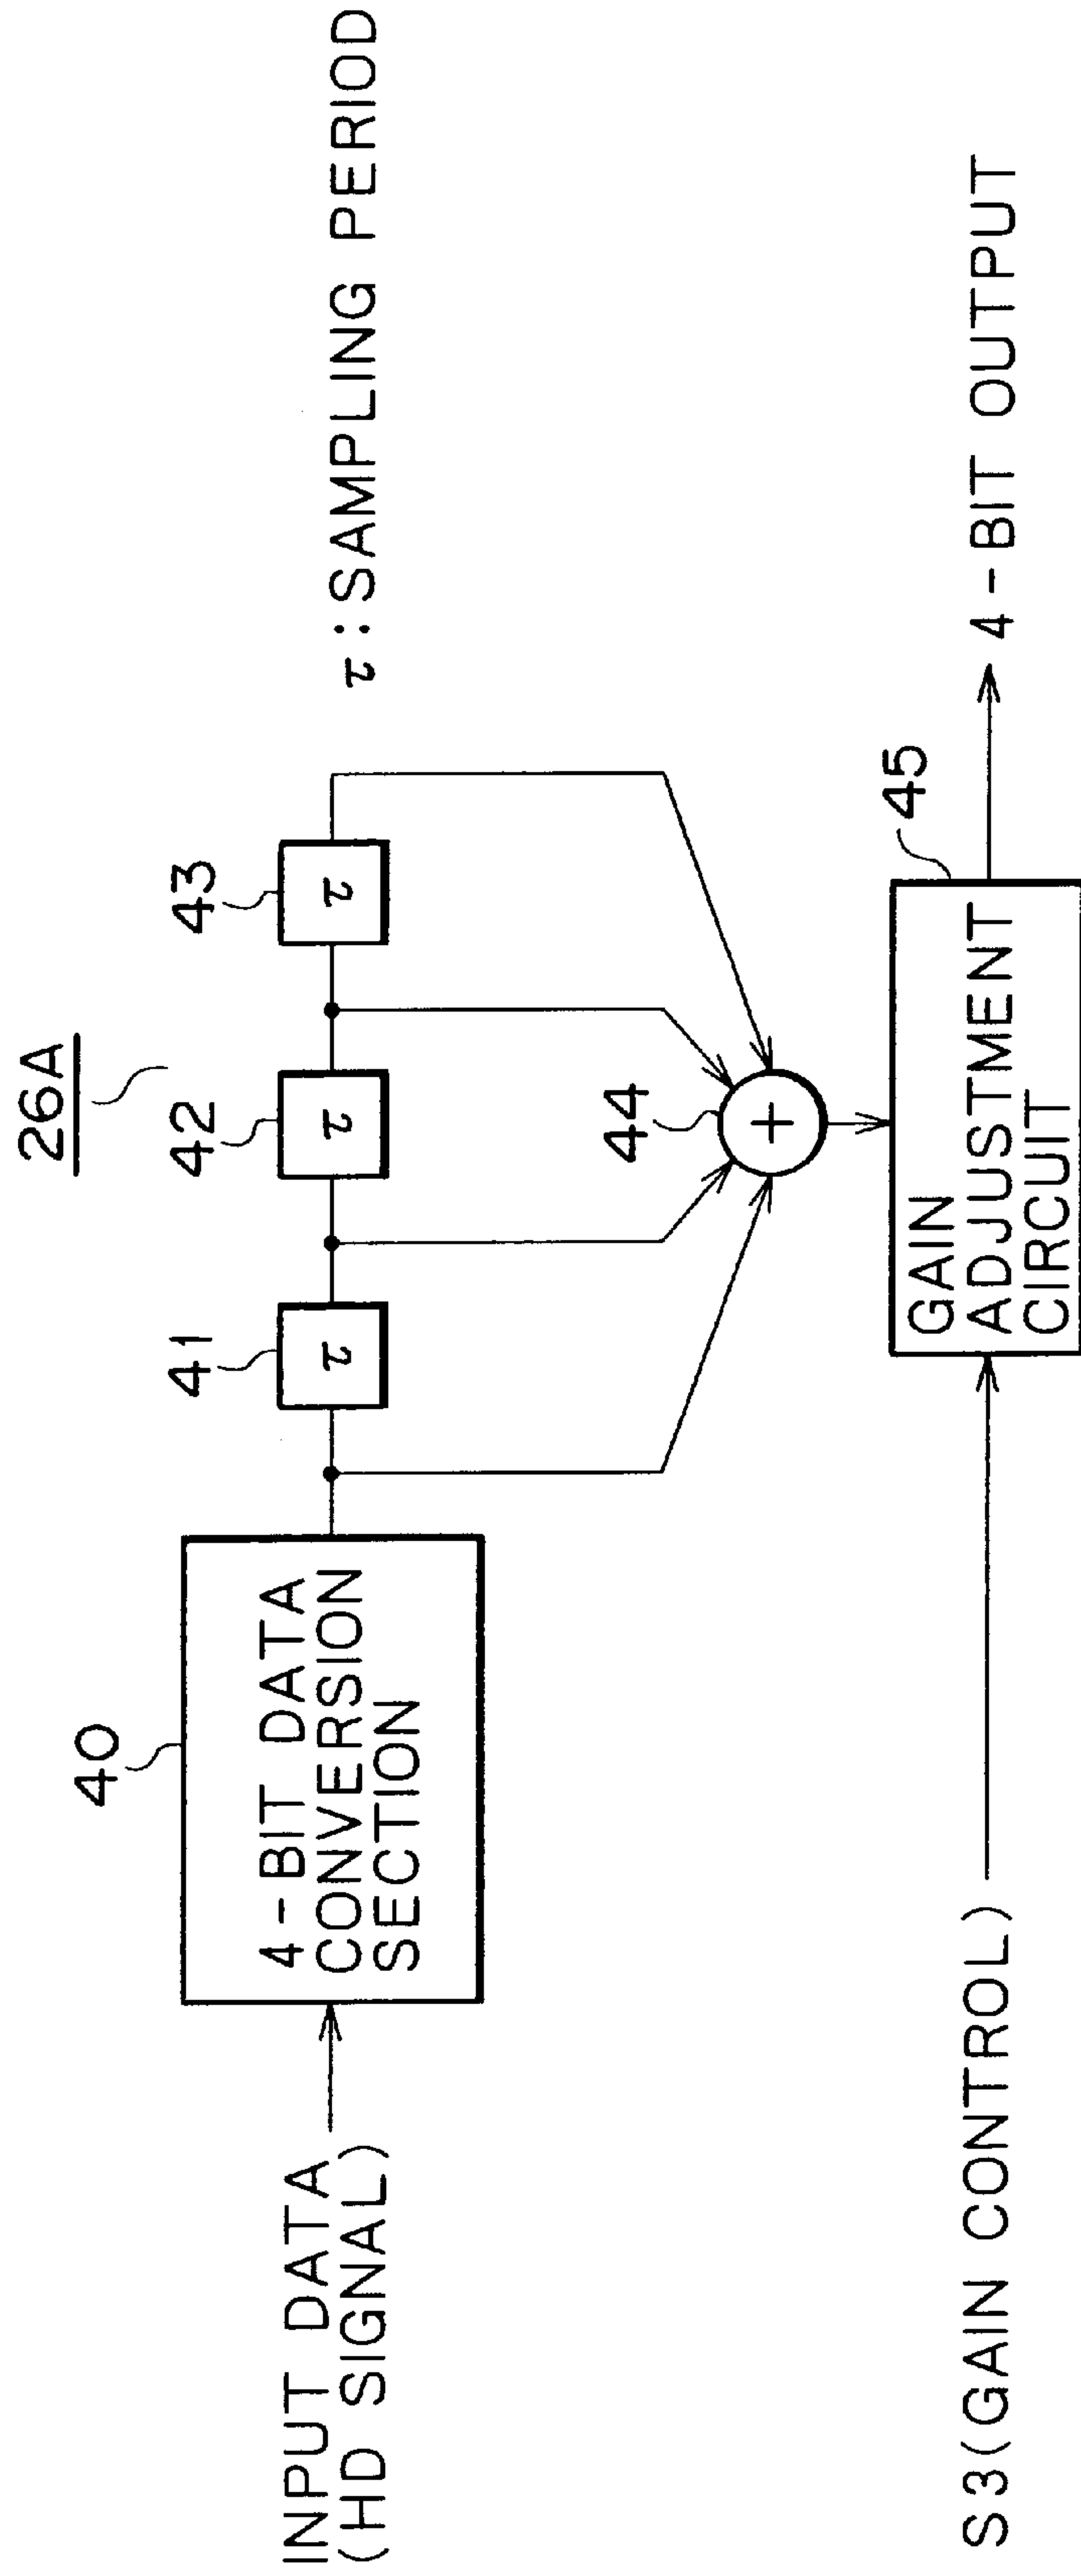 26A
40
41
42
43
INPUT DATA
(HD SIGNAL)
4-BIT DATA
CONVERSION
SECTION
τ
τ
τ
τ:SAMPLING PERIOD
44
+
45
S3(GAIN CONTROL)
GAIN
ADJUSTMENT
CIRCUIT
4-BIT OUTPUT